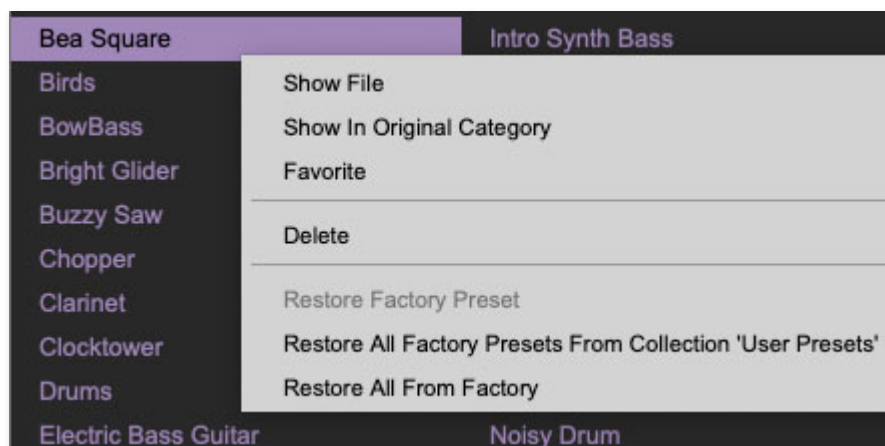 Bea Square
Intro Synth Bass
Birds
Show File
BowBass
Show In Original Category
Bright Glider
Favorite
Buzzy Saw
Delete
Chopper
Clarinet
Restore Factory Preset
Clocktower
Restore All Factory Presets From Collection 'User Presets'
Drums
Restore All From Factory
Electric Bass Guitar
Noisy Drum